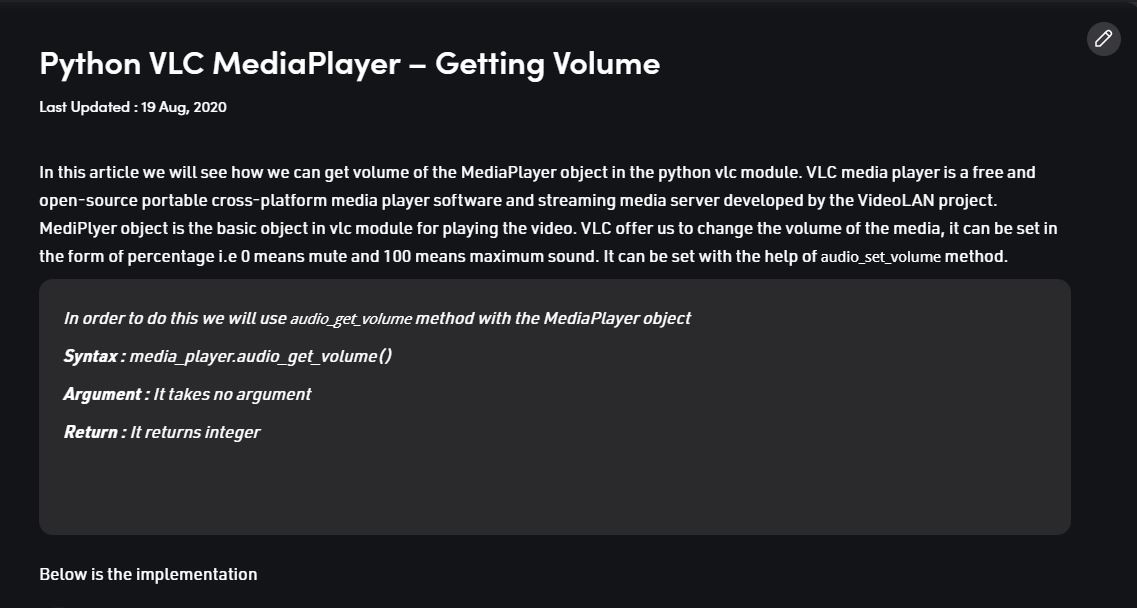 Python VLC MediaPlayer – Getting Volume
Last Updated : 19 Aug, 2020
In this article we will see how we can get volume of the MediaPlayer object in the python vlc module. VLC media player is a free and
open-source portable cross-platform media player software and streaming media server developed by the VideoLAN project.
MediPlyer object is the basic object in vlc module for playing the video. VLC offer us to change the volume of the media, it can be set in
the form of percentage i.e 0 means mute and 100 means maximum sound. It can be set with the help of audio_set_volume method.
In order to do this we will use audio_get_volume method with the MediaPlayer object
Syntax : media_player.audio_get_volume()
Argument : It takes no argument
Return : It returns integer
Below is the implementation